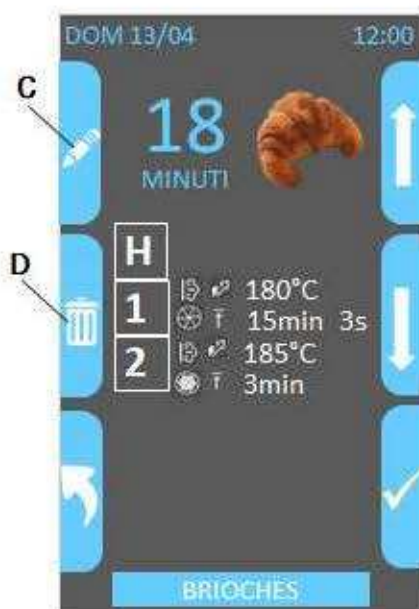 DOM 13/04 12:00
C
18
MINUTI
H
D
1
180°C
15min 3s
2
185°C
3min
BRIOCHES